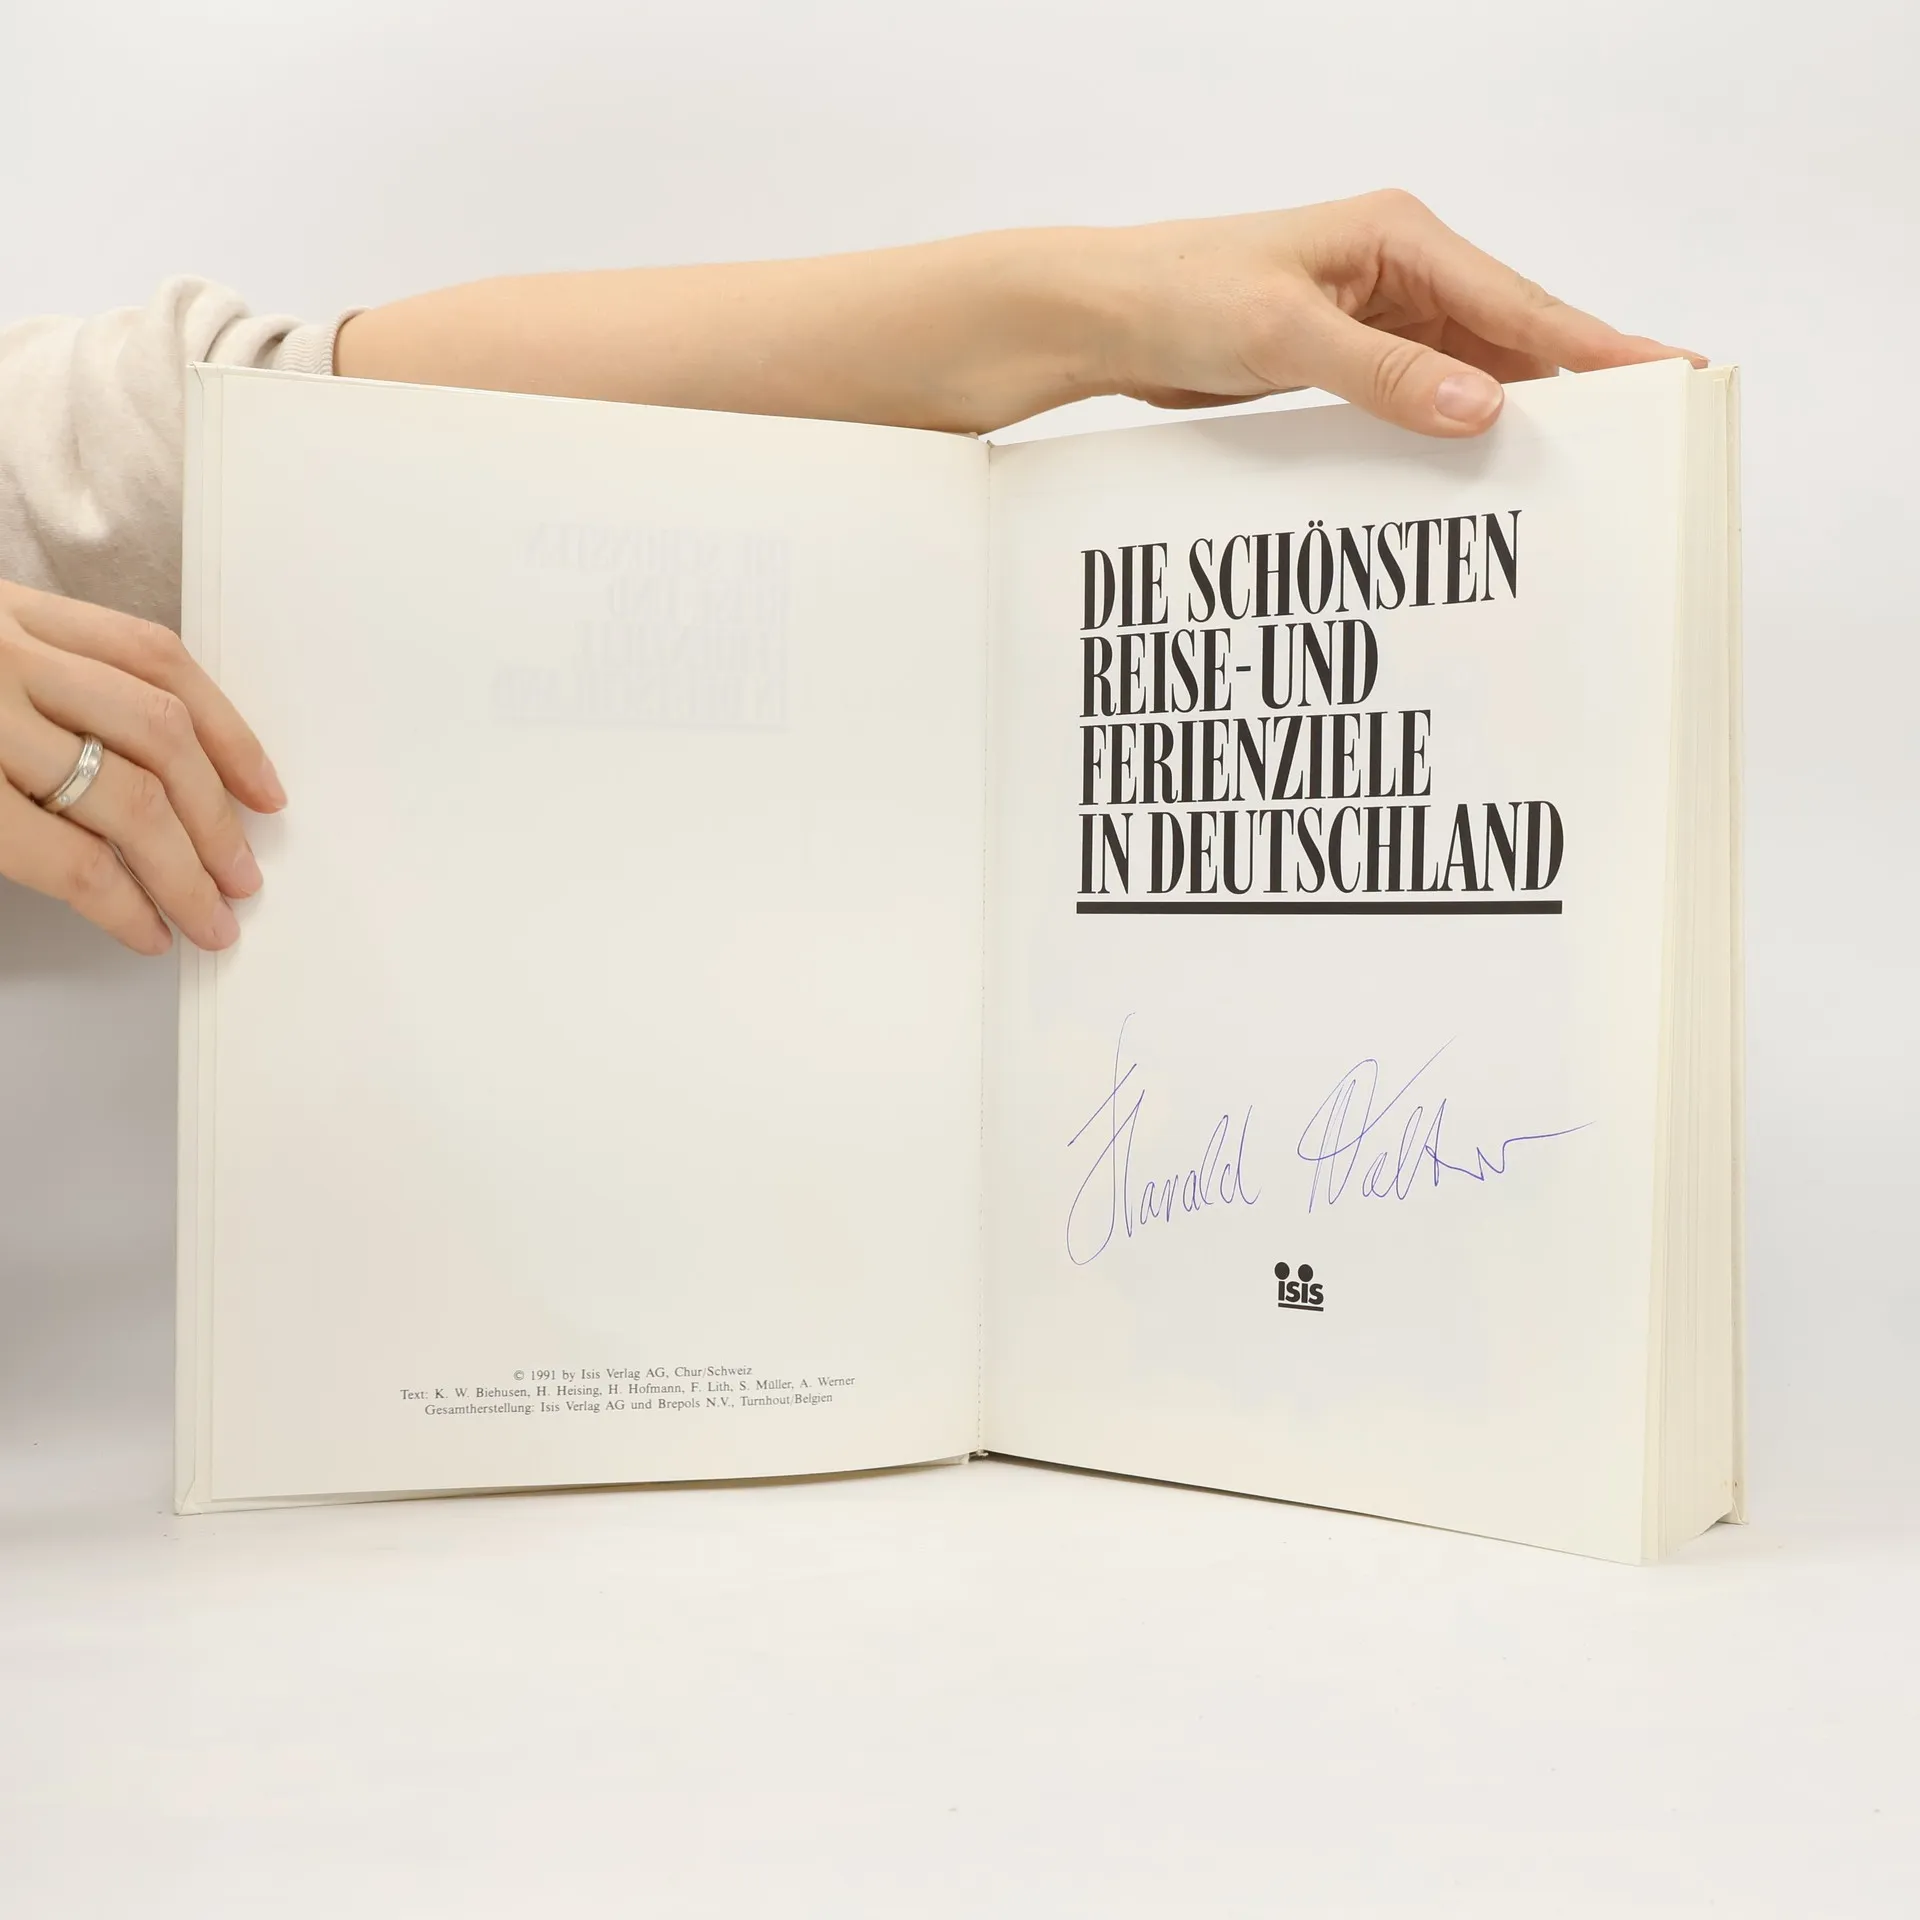 © 1991 by Isis Verlag AG, Chur/Schweiz
Text: K. W. Biehusen, H. Heising, H. Hofmann, F. Lith, S. Müller, A. Werner
Gesamtherstellung: Isis Verlag AG und Brepols N.V., Turnhout/Belgien
DIE SCHÖNSTEN
REISE-UND
FERIENZIELE
IN DEUTSCHLAND
Harald
isis